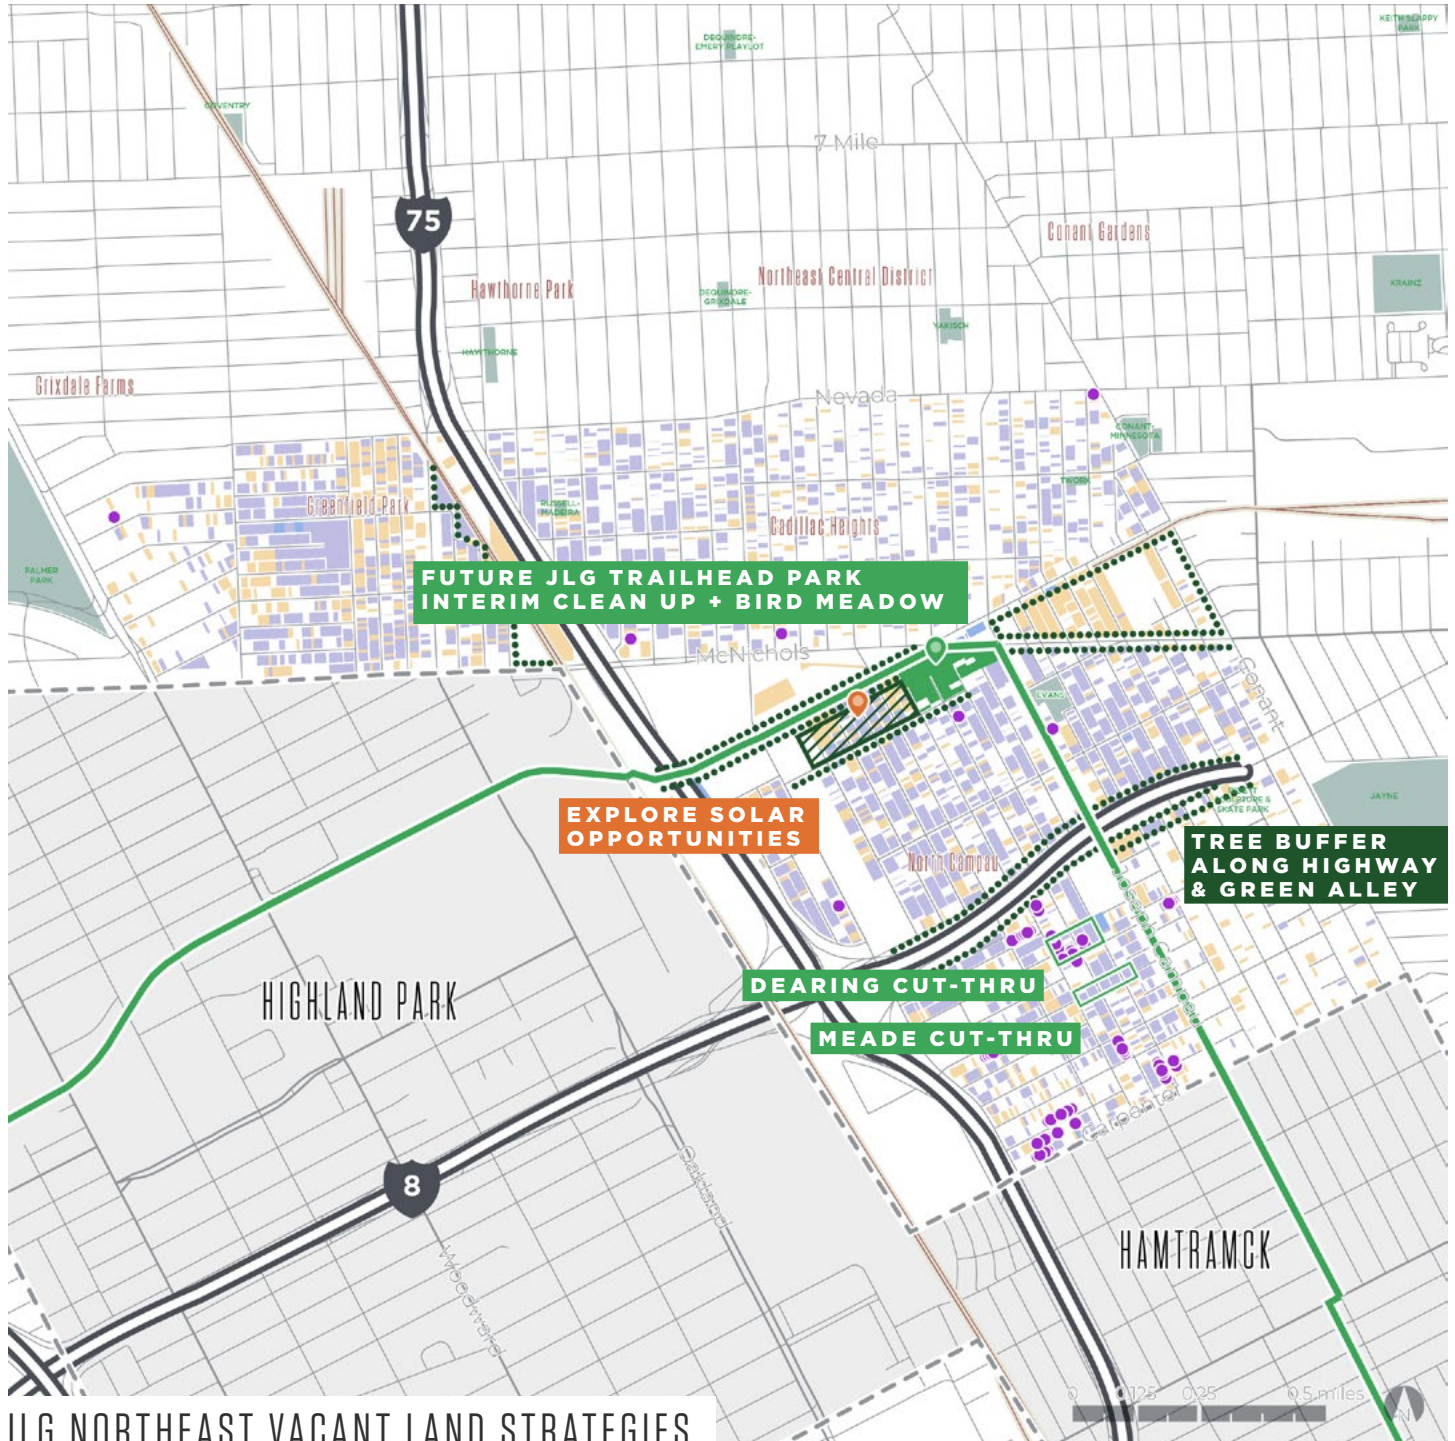 KEITH SLAPPY
PARK
DEQUINDRE-
EMERY PLAYLOT
COVENTRY
7 Mile
75
Conant Gardens
Hawthorne Park
Northeast Central District
DEQUINDRE-
GRIXDALE
KRAINZ
YAKISCH
HAWTHORNE
Grixdale Farms
Nevada
CONANT-
MINNESOTA
TWORK
Greenfield Park
RUSSELL-
MADEIRA
Cadillac Heights
PALMER
PARK
FUTURE JLG TRAILHEAD PARK
INTERIM CLEAN UP + BIRD MEADOW
McNichols
EVANS
Conant
EXPLORE SOLAR
OPPORTUNITIES
JAYNE
SKATE PARK
TREE BUFFER
ALONG HIGHWAY
& GREEN ALLEY
North Campau
Joseph Campau
DEARING CUT-THRU
HIGHLAND PARK
MEADE CUT-THRU
Carpenter
Oakland
8
Woodward
HAMTRAMCK
0 0.125 0.25 0.5 miles
N
JLG NORTHEAST VACANT LAND STRATEGIES